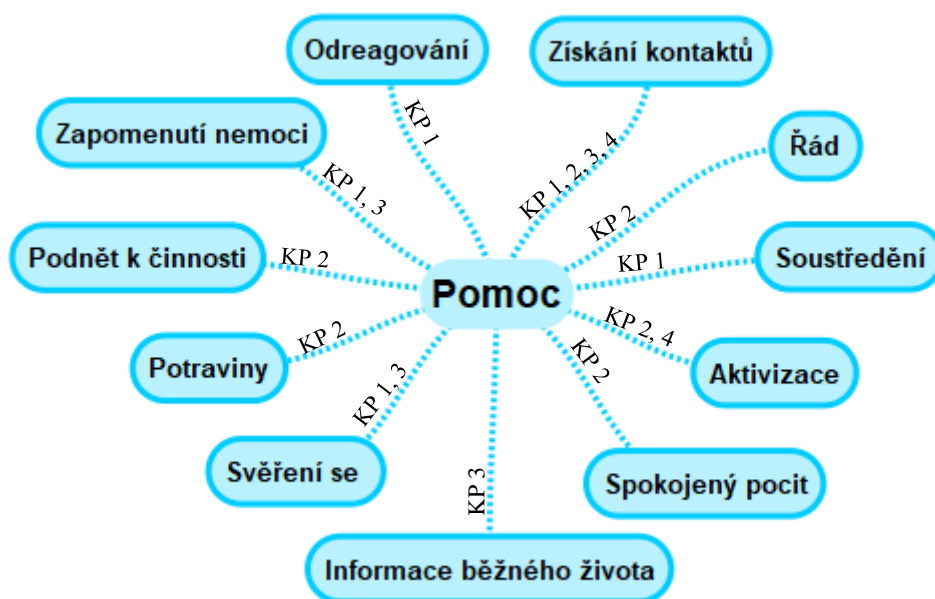 Odreagování
Získání kontaktů
KP 1
KP 1, 2, 3, 4
Zapomenutí nemoci
KP 1, 3
Řád
KP 2
Podnět k činnosti
KP 2
KP 1
Soustředění
Pomoc
Potraviny
KP 2
KP 2, 4
Aktivizace
KP 1, 3
KP 2
Svěření se
KP 3
Spokojený pocit
Informace běžného života